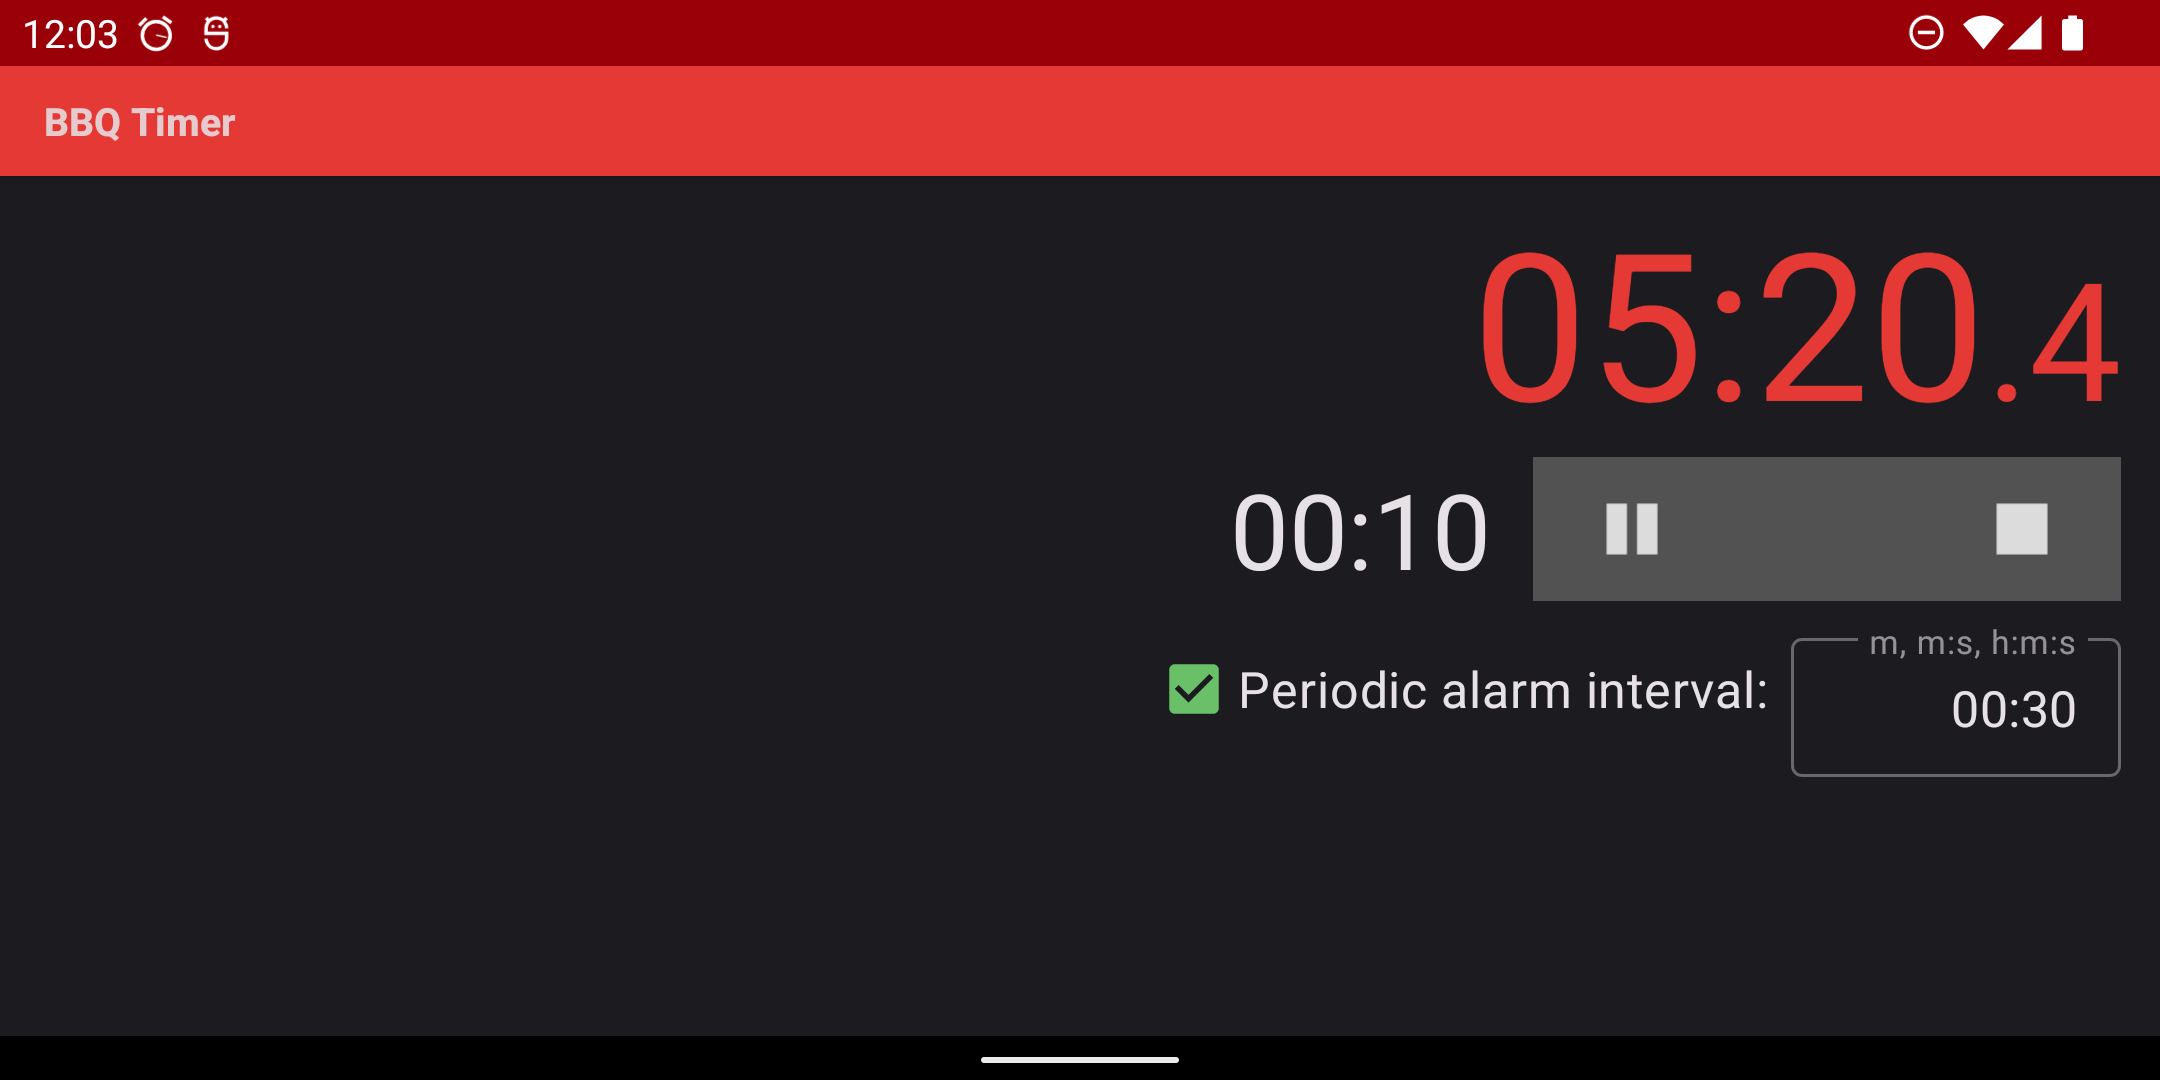 12:03
BBQ Timer
05:20.4
00:10
m, m:s, h:m:s
Periodic alarm interval:
00:30